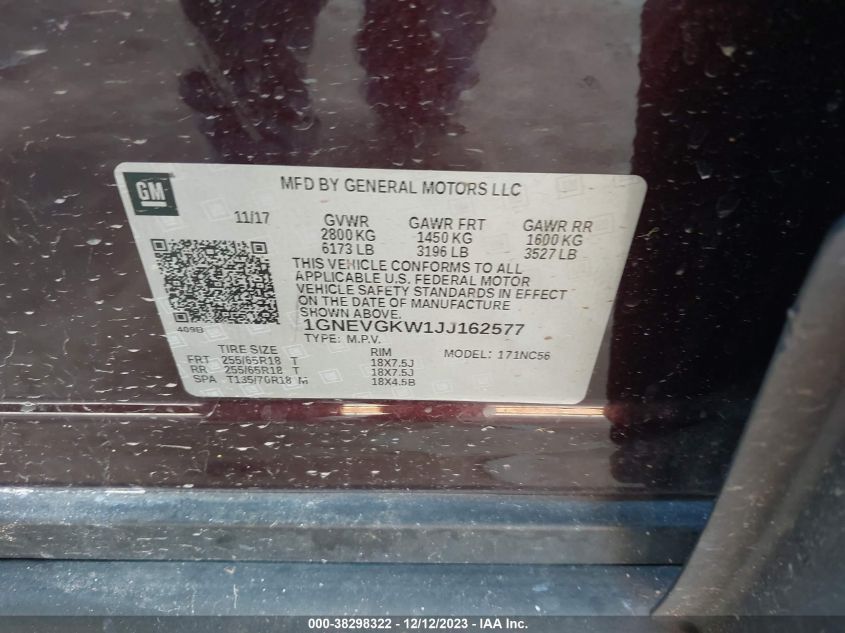 GM
MFD BY GENERAL MOTORS LLC
11/17 GVWR GAWR FRT GAWR RR
2800 KG 1450 KG 1600 KG
6173 LB 3196 LB 3527 LB
THIS VEHICLE CONFORMS TO ALL
APPLICABLE U.S. FEDERAL MOTOR
VEHICLE SAFETY STANDARDS IN EFFECT
ON THE DATE OF MANUFACTURE
SHOWN ABOVE.
409B
1GNEVGKW1JJ162577
TYPE: M.P.V. MODEL: 171NC56
TIRE SIZE RIM
FRT 255/65R18 T 18X7.5J
RR 255/65R18 T 18X7.5J
SPA T135/70R18 M 18X4.5B
000-38298322 - 12/12/2023 - IAA Inc.